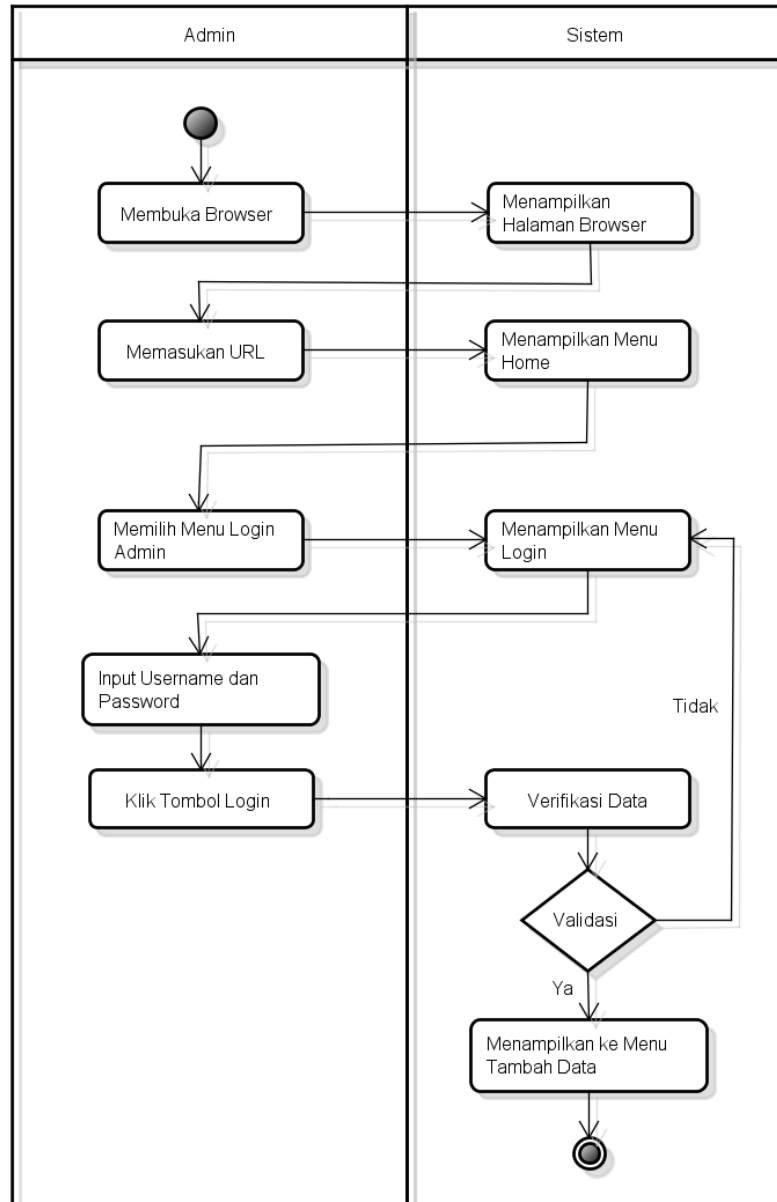 Admin
Sistem
Membuka Browser
Menampilkan
Halaman Browser
Memasukan URL
Menampilkan Menu
Home
Memilih Menu Login
Admin
Menampilkan Menu
Login
Input Username dan
Password
Tidak
Klik Tombol Login
Verifikasi Data
Validasi
Ya
Menampilkan ke Menu
Tambah Data